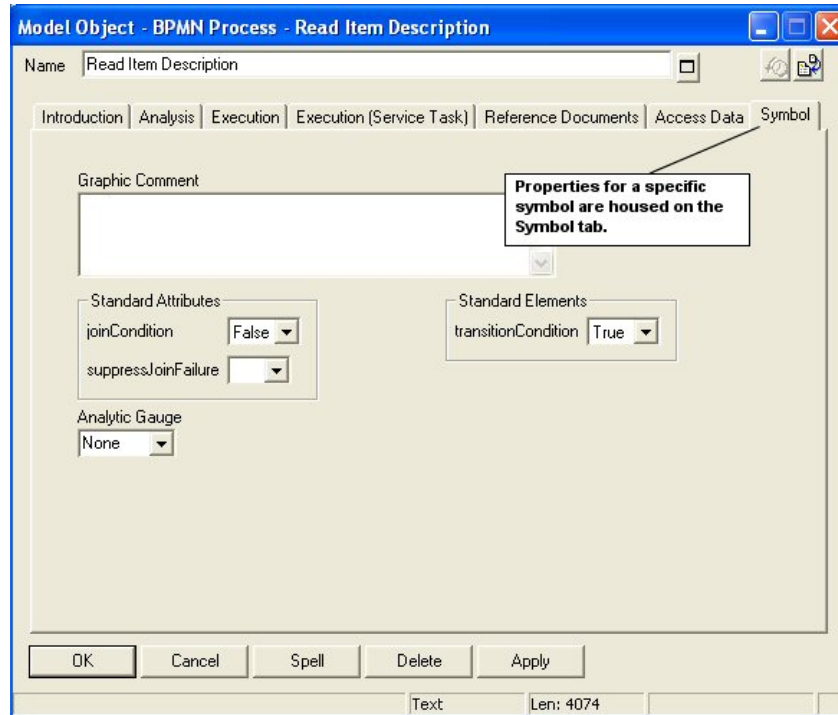 Model Object - BPMN Process - Read Item Description
Name Read Item Description
Introduction Analysis Execution Execution (Service Task) Reference Documents Access Data Symbol
Graphic Comment
Properties for a specific
symbol are housed on the
Symbol tab.
Standard Attributes Standard Elements
joinCondition False transitionCondition True
suppressJoinFailure
Analytic Gauge
None
OK Cancel Spell Delete Apply
Text Len: 4074